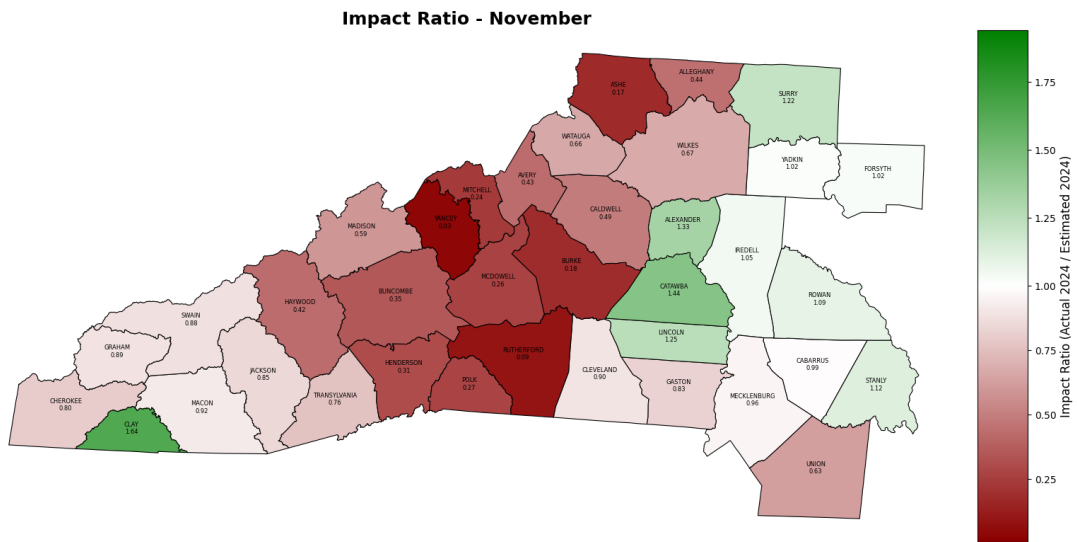 Impact Ratio - November
ASHE
0.17
ALLEGHANY
0.44
SURRY
1.22
WATAUGA
0.66
WILKES
0.67
YADKIN
1.02
FORSYTH
1.02
AVERY
0.43
MITCHELL
0.24
YANCEY
0.03
CALDWELL
0.49
ALEXANDER
1.33
MADISON
0.59
IREDELL
1.05
BURKE
0.18
MCDOWELL
0.26
CATAWBA
1.44
BUNCOMBE
0.35
ROWAN
1.09
HAYWOOD
0.42
SWAIN
0.88
LINCOLN
1.25
GRAHAM
0.89
RUTHERFORD
0.09
HENDERSON
0.31
CABARRUS
0.99
JACKSON
0.85
CLEVELAND
0.90
POLK
0.27
GASTON
0.83
STANLY
1.12
TRANSYLVANIA
0.76
MECKLENBURG
0.96
CHEROKEE
0.80
MACON
0.92
CLAY
1.64
UNION
0.63
1.75
1.50
1.25
1.00
0.75
0.50
0.25
Impact Ratio (Actual 2024 / Estimated 2024)